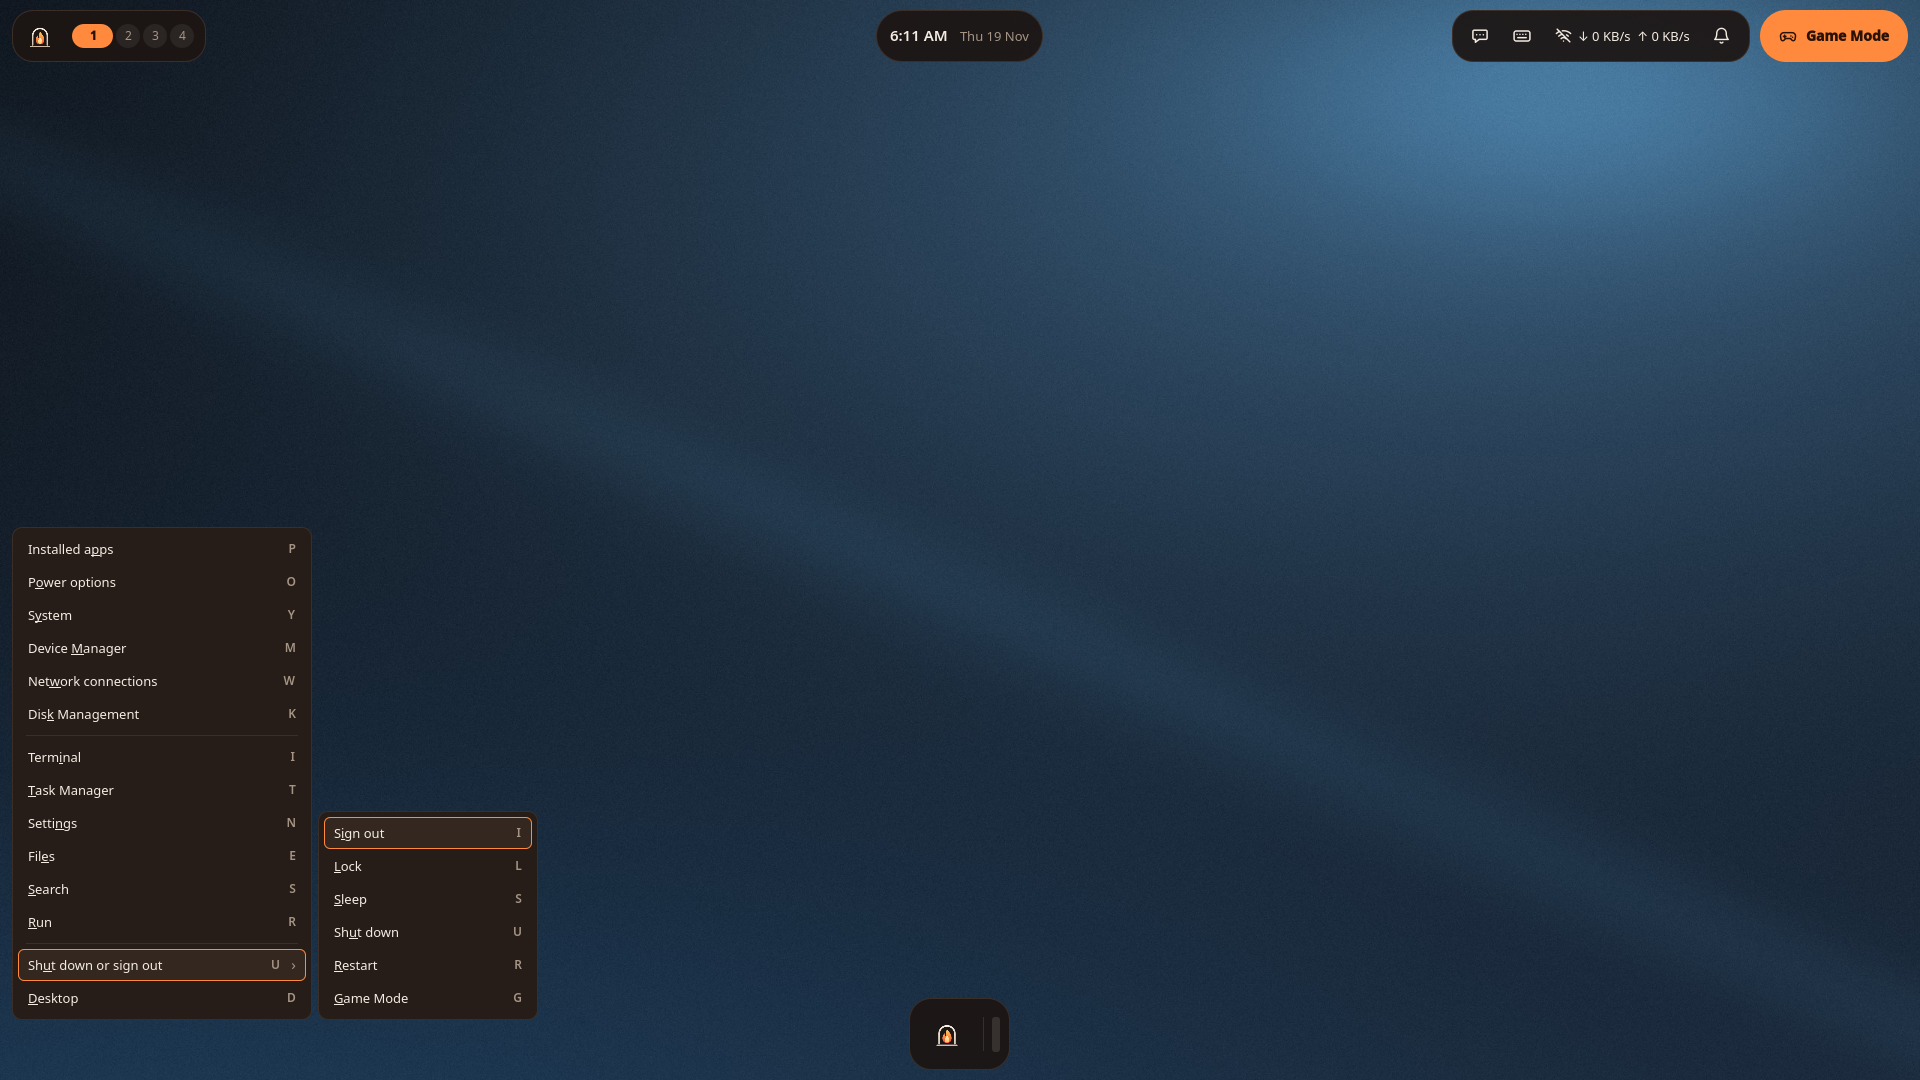 1 2 3 4
6:11 AM Thu 19 Nov
↓ 0 KB/s ↑ 0 KB/s
Game Mode
Installed apps P
Power options O
System Y
Device Manager M
Network connections W
Disk Management K
Terminal I
Task Manager T
Settings N
Files E
Search S
Run R
Shut down or sign out U ›
Desktop D
Sign out I
Lock L
Sleep S
Shut down U
Restart R
Game Mode G